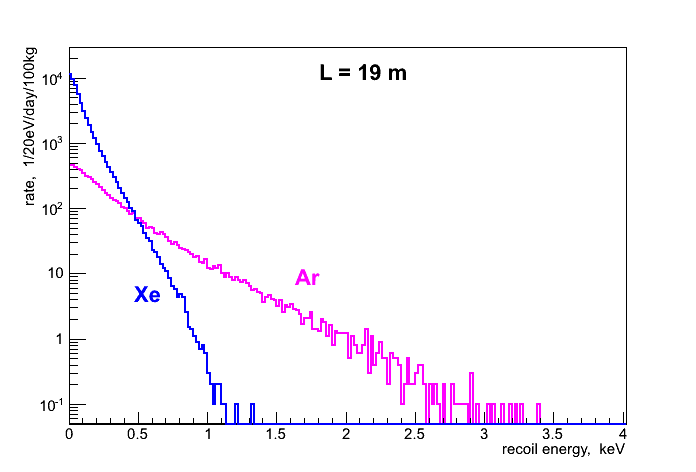 L = 19 m
rate, 1/20eV/day/100kg
10⁴
10³
10²
10
1
10⁻¹
Xe
Ar
0 0.5 1 1.5 2 2.5 3 3.5 4
recoil energy, keV